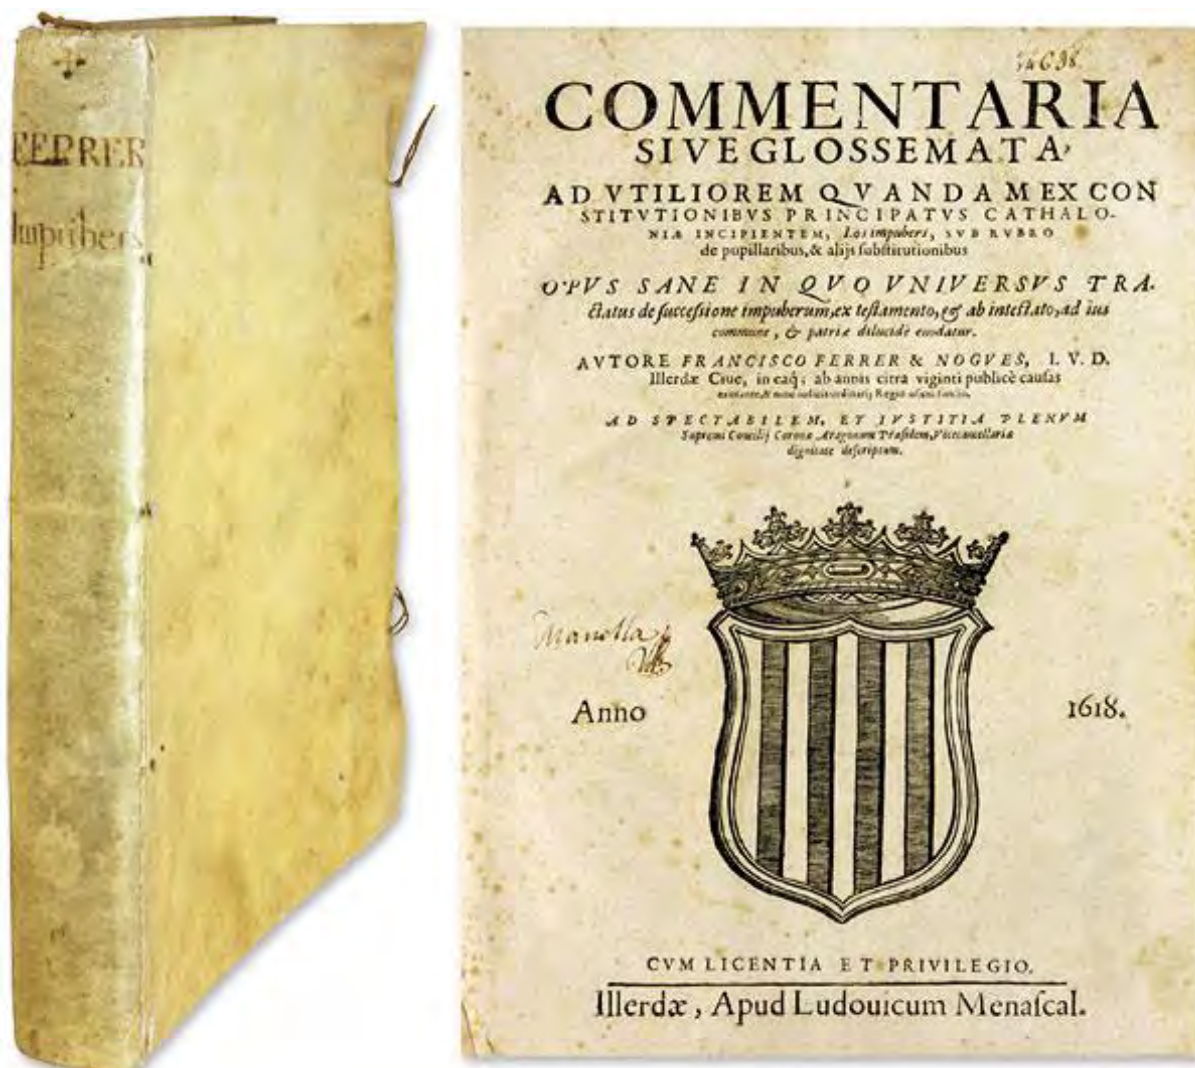 FERRER
Impubers
COMMENTARIA
SIVE GLOSSEMATA,
AD VTILIOREM QVANDAM EX CON
STITVTIONIBVS PRINCIPATVS CATHALO-
NIÆ INCIPIENTEM, Los impubers, SVB RVBRO
de pupillaribus, & alijs ſubſtitutionibus
OPVS SANE IN QVO VNIVERSVS TRA-
ctatus de ſucceſſione impuberum, ex teſtamento, & ab inteſtato, ad ius
commune, & patriæ dilucidè enodatur.
AVTORE FRANCISCO FERRER & NOGVES, I. V. D.
Illerdæ Ciue, in eaq; ab annis citra viginti publicè cauſas
AD SPECTABILEM, ET IVSTITIA PLENVM
Supremi Concilij Coronæ Aragonum Præſidem, Vicecancellariæ
dignitate deſcriptum.
Anno 1618.
CVM LICENTIA ET PRIVILEGIO.
Illerdæ, Apud Ludouicum Menaſcal.